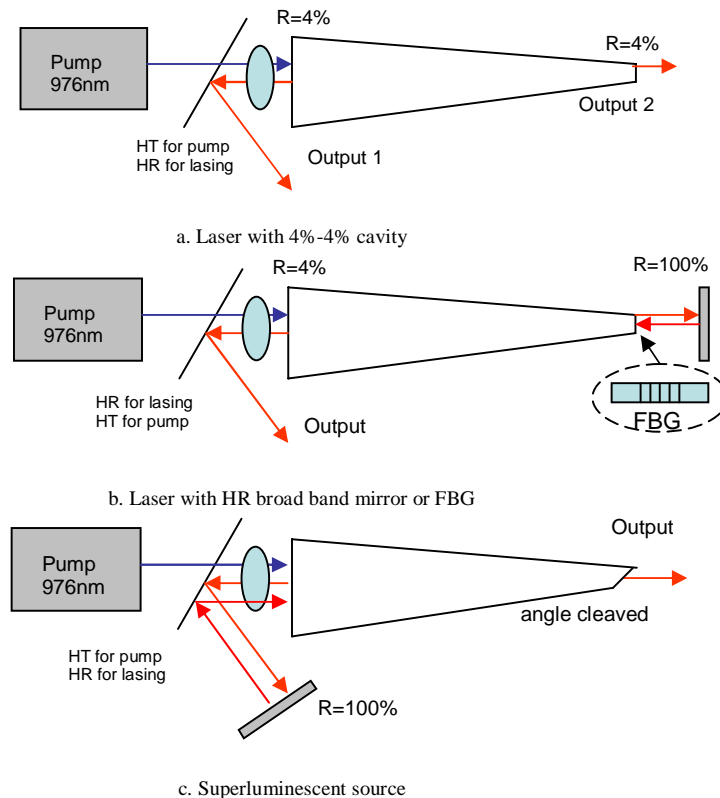 R=4%
R=4%
Pump
976nm
Output 2
HT for pump
HR for lasing
Output 1
a. Laser with 4%-4% cavity
R=4%
R=100%
Pump
976nm
HR for lasing
HT for pump
Output
FBG
b. Laser with HR broad band mirror or FBG
Output
Pump
976nm
angle cleaved
HT for pump
HR for lasing
R=100%
c. Superluminescent source